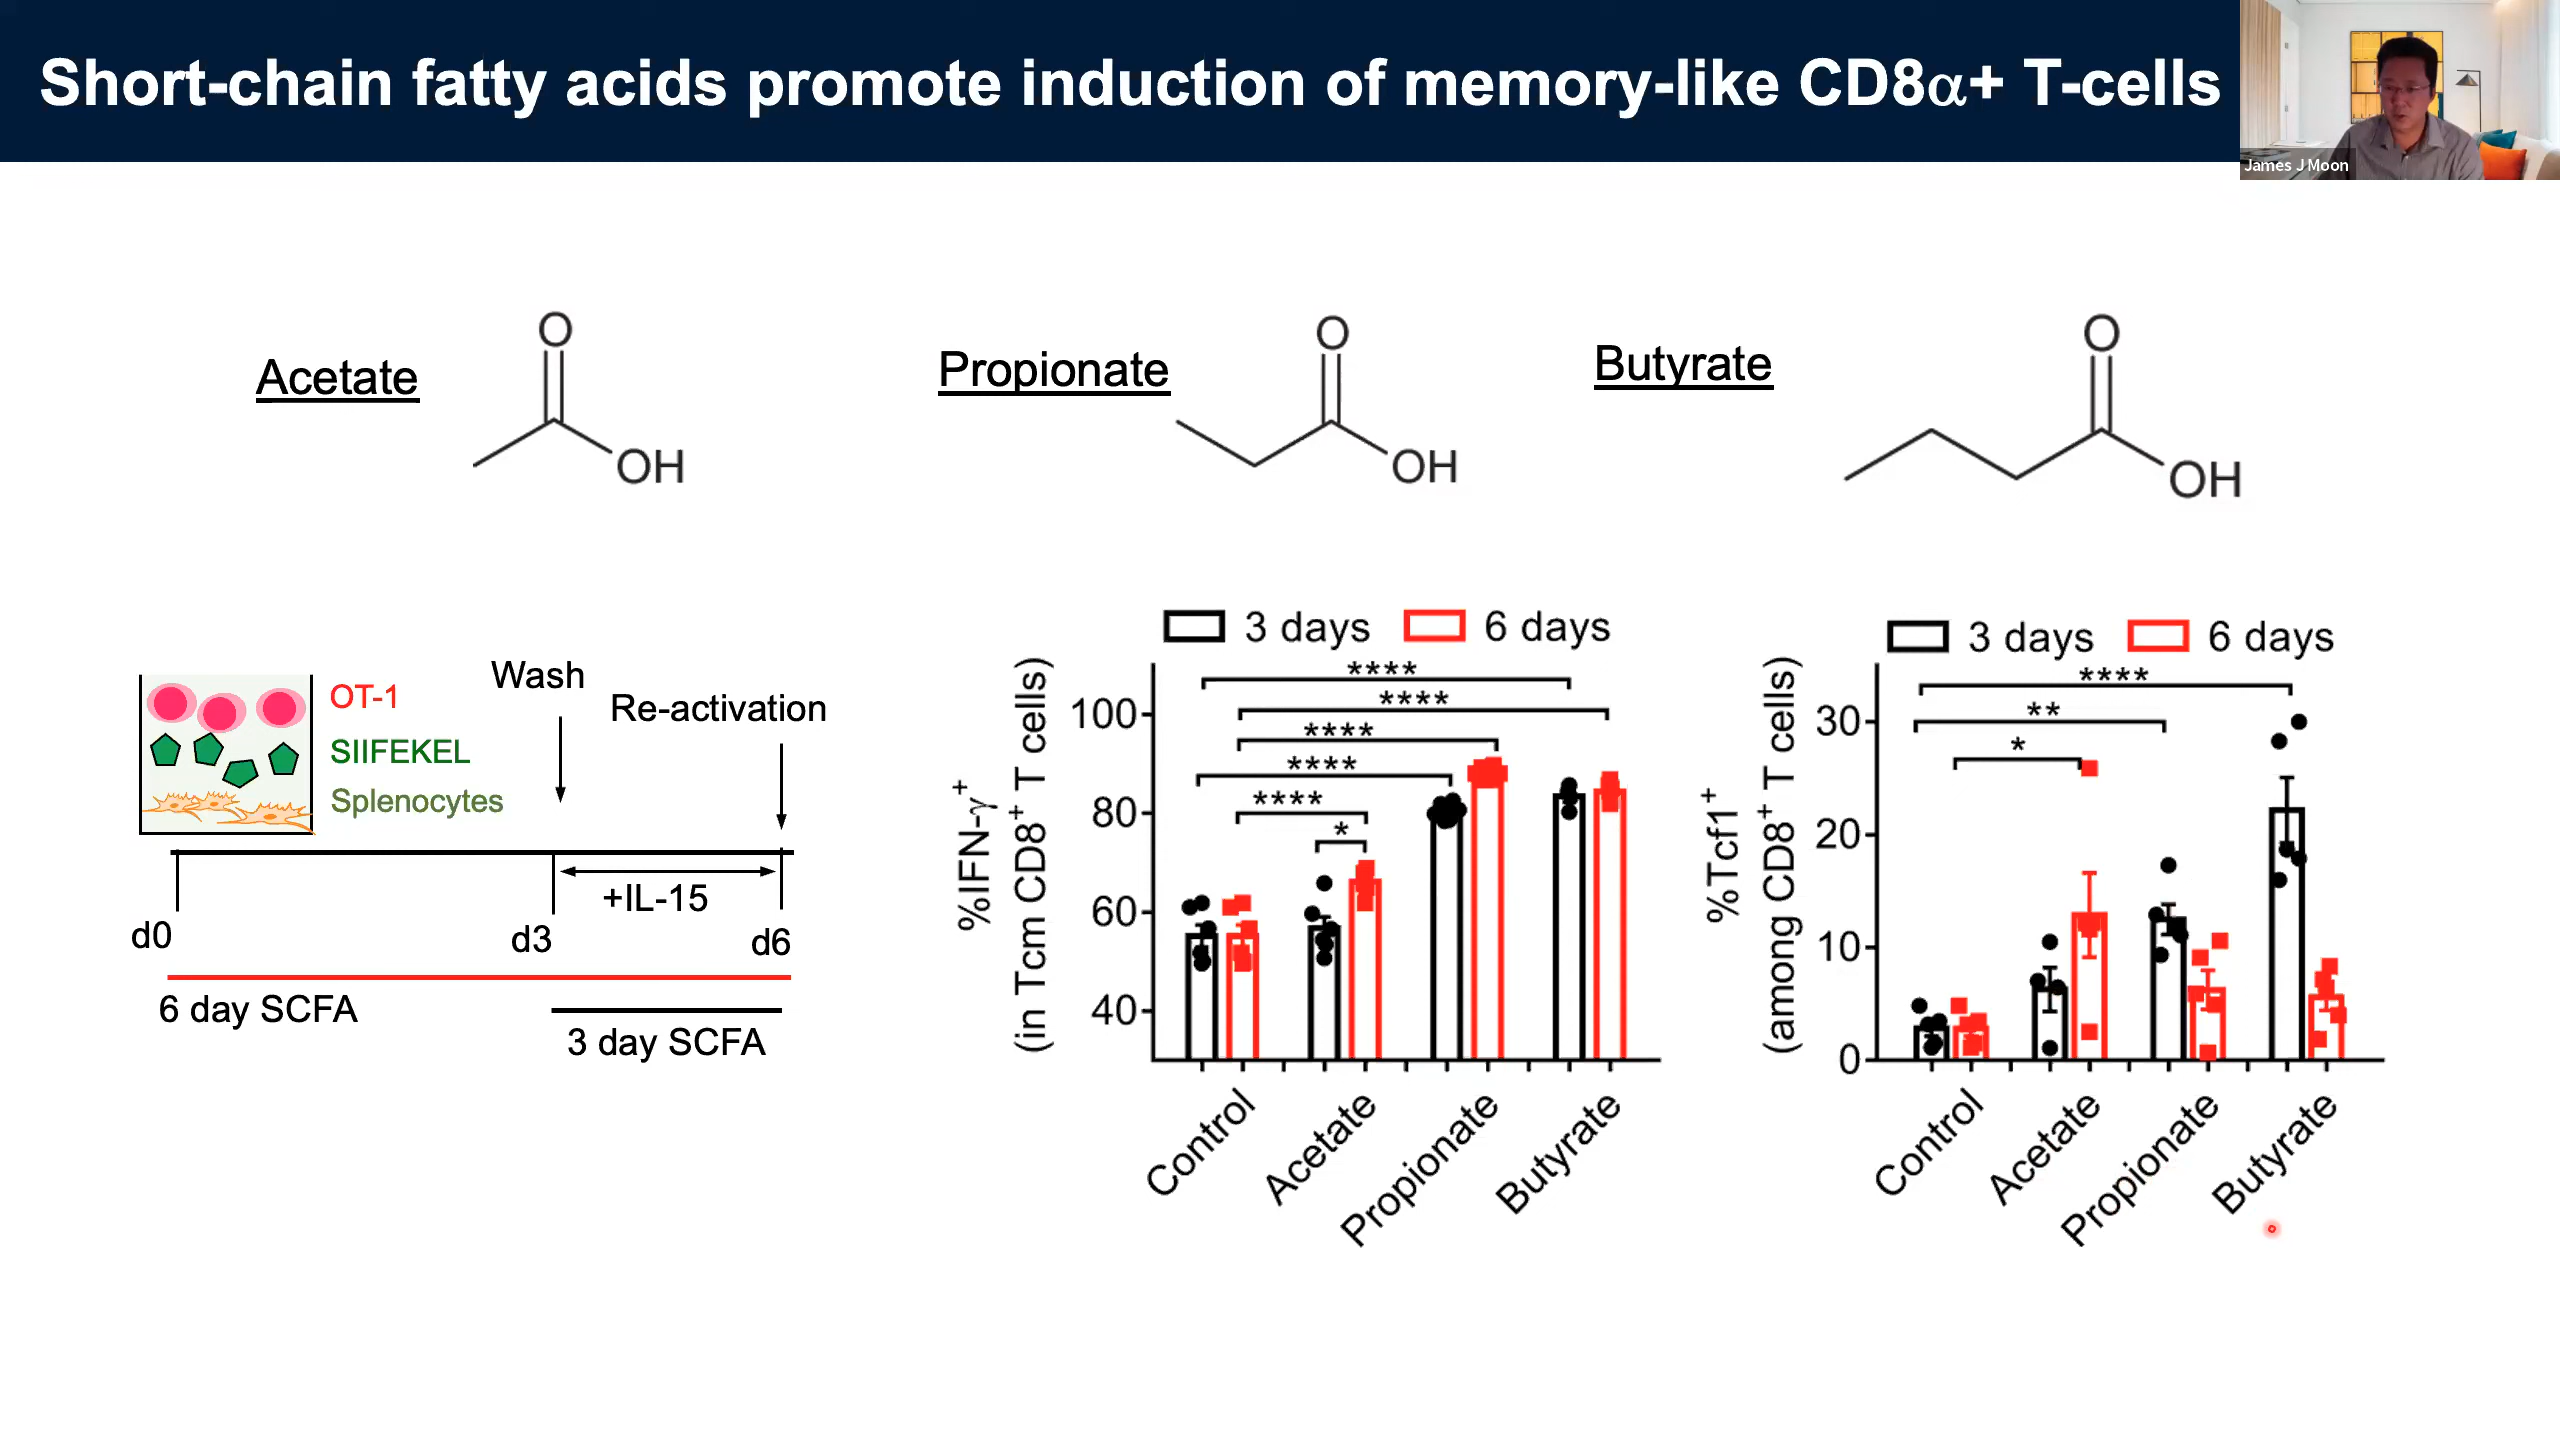 Short-chain fatty acids promote induction of memory-like CD8α+ T-cells
James J Moon
Acetate
O
OH
Propionate
O
OH
Butyrate
O
OH
OT-1
SIIFEKEL
Splenocytes
Wash
Re-activation
+IL-15
d0
d3
d6
6 day SCFA
3 day SCFA
3 days
6 days
%IFN-γ+
(in Tcm CD8+ T cells)
100
80
60
40
****
****
****
****
****
*
Control
Acetate
Propionate
Butyrate
3 days
6 days
%Tcf1+
(among CD8+ T cells)
30
20
10
0
****
**
*
Control
Acetate
Propionate
Butyrate